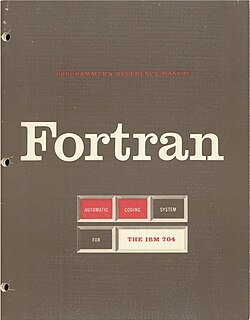 PROGRAMMER'S REFERENCE MANUAL
Fortran
AUTOMATIC CODING SYSTEM
FOR THE IBM 704